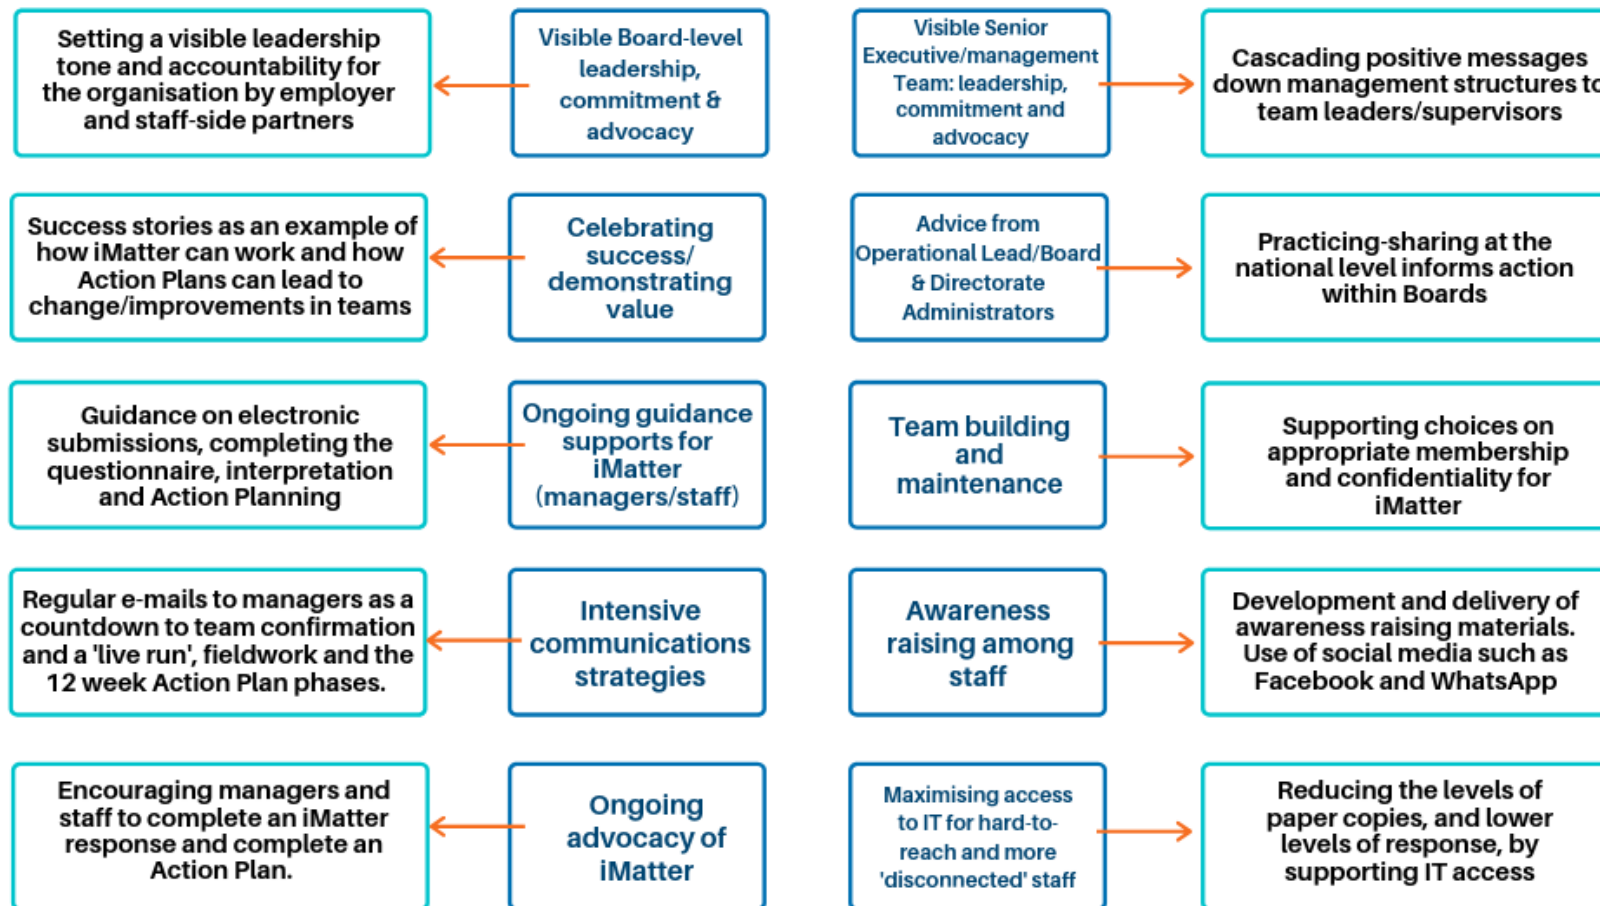 Setting a visible leadership
tone and accountability for
the organisation by employer
and staff-side partners
Visible Board-level
leadership,
commitment &
advocacy
Visible Senior
Executive/management
Team: leadership,
commitment and
advocacy
Cascading positive messages
down management structures to
team leaders/supervisors
Success stories as an example of
how iMatter can work and how
Action Plans can lead to
change/improvements in teams
Celebrating
success/
demonstrating
value
Advice from
Operational Lead/Board
& Directorate
Administrators
Practicing-sharing at the
national level informs action
within Boards
Guidance on electronic
submissions, completing the
questionnaire, interpretation
and Action Planning
Ongoing guidance
supports for
iMatter
(managers/staff)
Team building
and
maintenance
Supporting choices on
appropriate membership
and confidentiality for
iMatter
Regular e-mails to managers as a
countdown to team confirmation
and a 'live run', fieldwork and the
12 week Action Plan phases.
Intensive
communications
strategies
Awareness
raising among
staff
Development and delivery of
awareness raising materials.
Use of social media such as
Facebook and WhatsApp
Encouraging managers and
staff to complete an iMatter
response and complete an
Action Plan.
Ongoing
advocacy of
iMatter
Maximising access
to IT for hard-to-
reach and more
'disconnected' staff
Reducing the levels of
paper copies, and lower
levels of response, by
supporting IT access